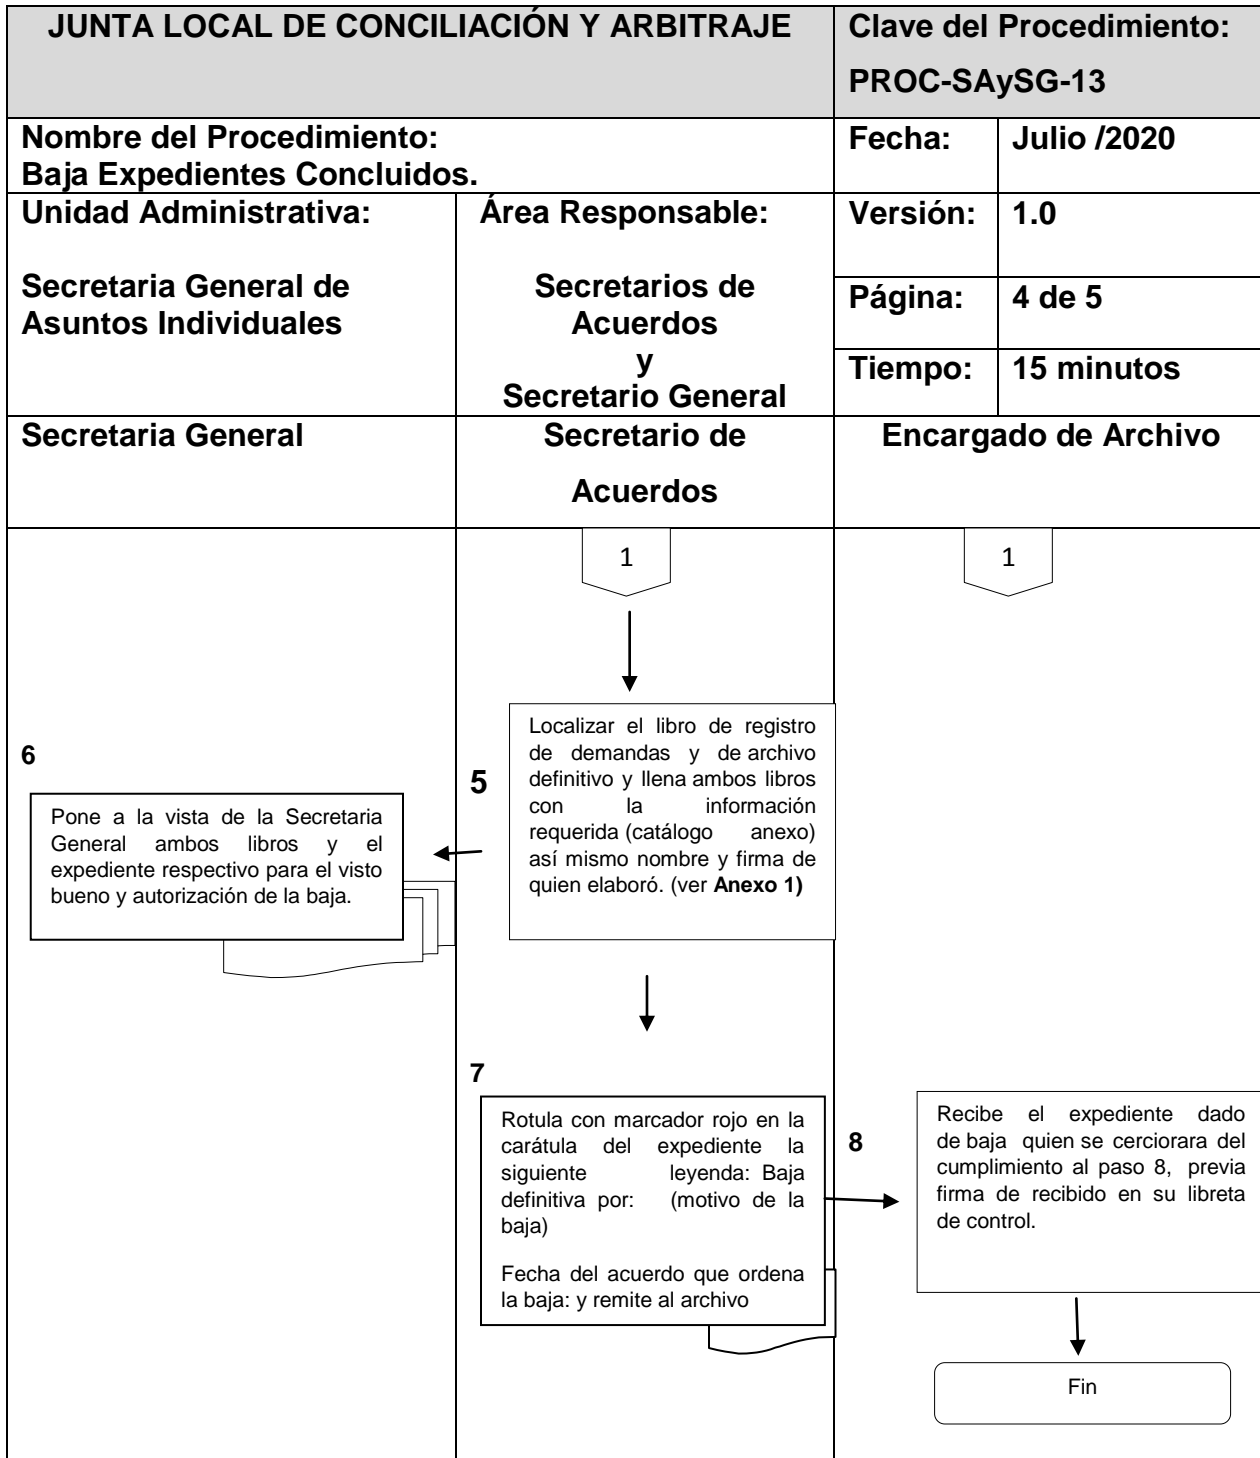 JUNTA LOCAL DE CONCILIACIÓN Y ARBITRAJE
Clave del Procedimiento:
PROC-SAySG-13
Nombre del Procedimiento:
Baja Expedientes Concluidos.
Fecha:
Julio /2020
Unidad Administrativa:
Secretaria General de
Asuntos Individuales
Área Responsable:
Secretarios de
Acuerdos
y
Secretario General
Versión:
1.0
Página:
4 de 5
Tiempo:
15 minutos
Secretaria General
Secretario de
Acuerdos
Encargado de Archivo
1
1
5
Localizar el libro de registro
de demandas y de archivo
definitivo y llena ambos libros
con la información
requerida (catálogo anexo)
así mismo nombre y firma de
quien elaboró. (ver Anexo 1)
6
Pone a la vista de la Secretaria
General ambos libros y el
expediente respectivo para el visto
bueno y autorización de la baja.
7
Rotula con marcador rojo en la
carátula del expediente la
siguiente leyenda: Baja
definitiva por: (motivo de la
baja)
Fecha del acuerdo que ordena
la baja: y remite al archivo
8
Recibe el expediente dado
de baja quien se cerciorara del
cumplimiento al paso 8, previa
firma de recibido en su libreta
de control.
Fin